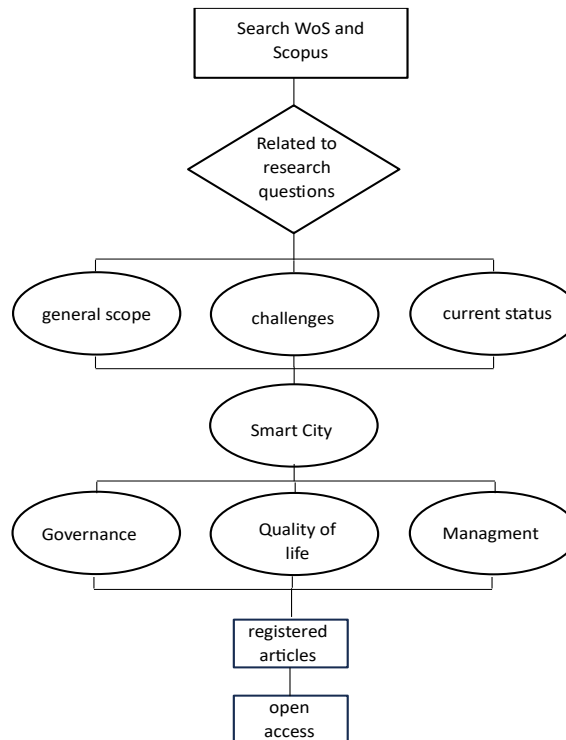 Search WoS and
Scopus
Related to
research
questions
general scope
challenges
current status
Smart City
Governance
Quality of
life
Managment
registered
articles
open
access